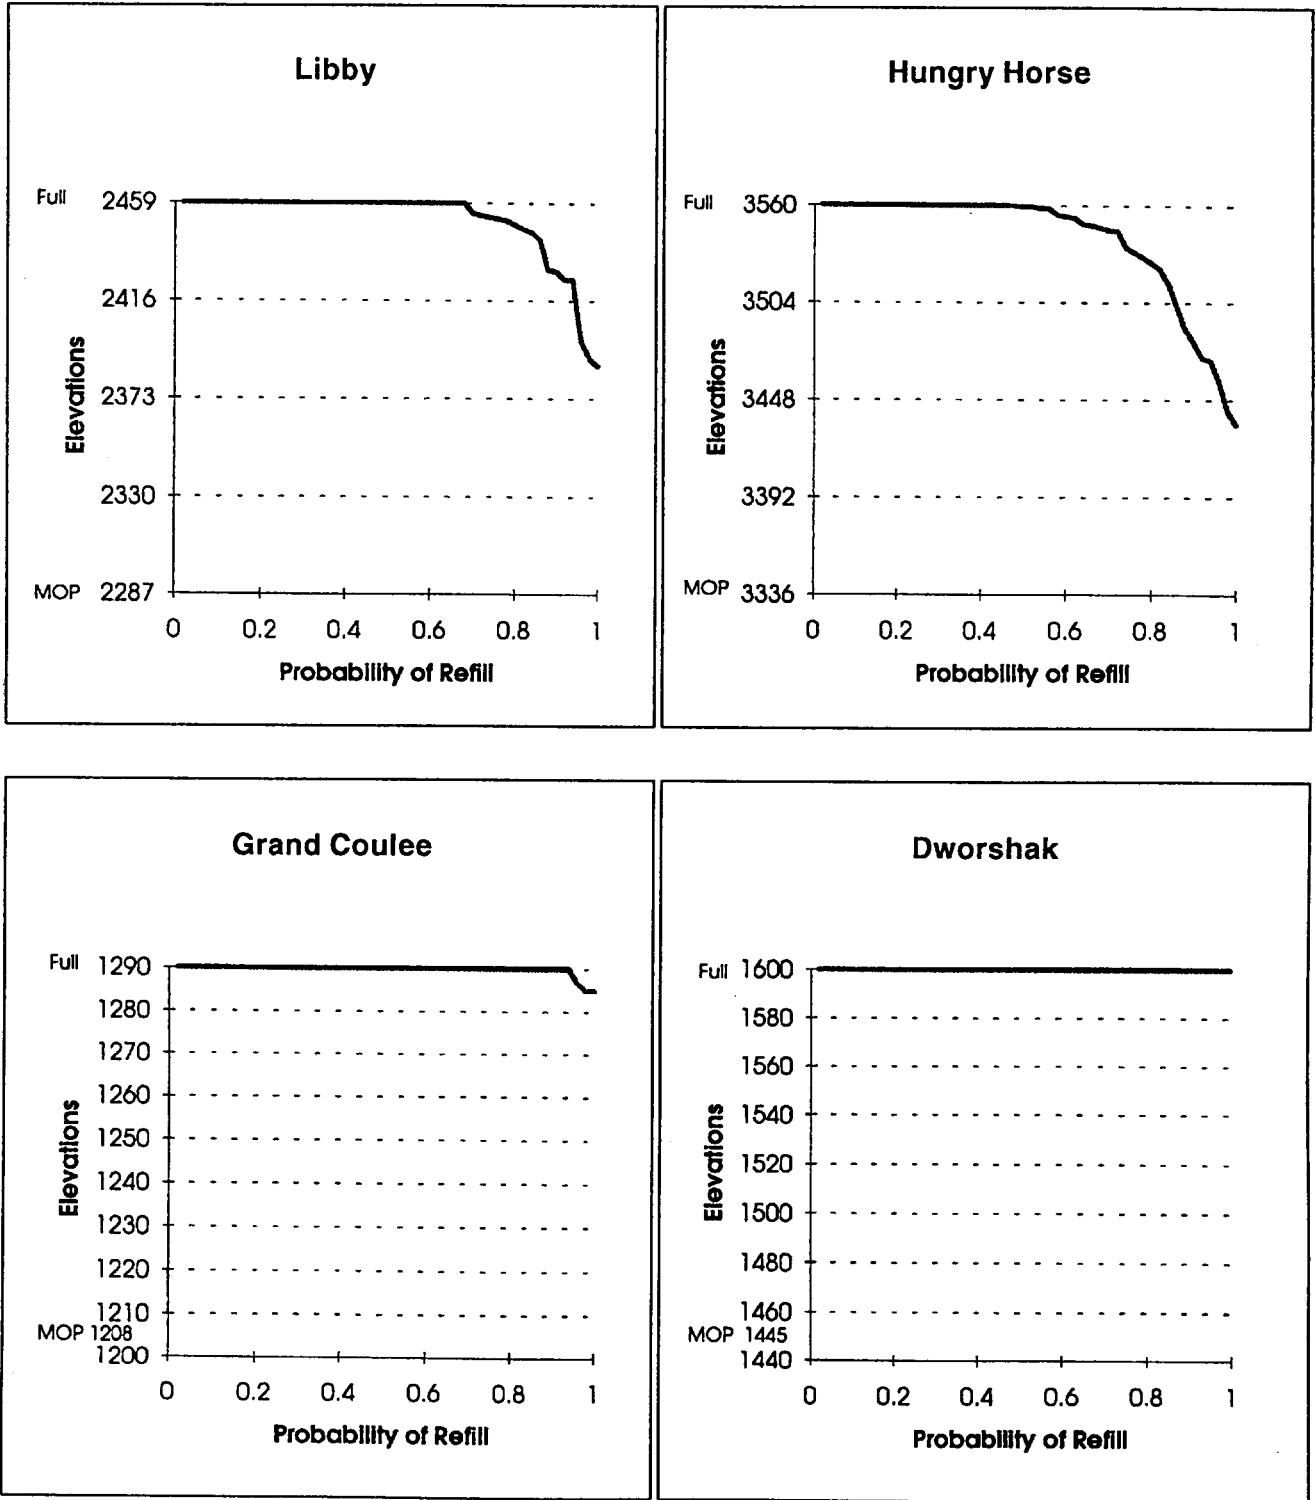 Libby
Full 2459
2416
2373
2330
MOP 2287
Elevations
0 0.2 0.4 0.6 0.8 1
Probability of Refill
Hungry Horse
Full 3560
3504
3448
3392
MOP 3336
Elevations
0 0.2 0.4 0.6 0.8 1
Probability of Refill
Grand Coulee
Full 1290
1280
1270
1260
1250
1240
1230
1220
1210
MOP 1208
1200
Elevations
0 0.2 0.4 0.6 0.8 1
Probability of Refill
Dworshak
Full 1600
1580
1560
1540
1520
1500
1480
1460
MOP 1445
1440
Elevations
0 0.2 0.4 0.6 0.8 1
Probability of Refill